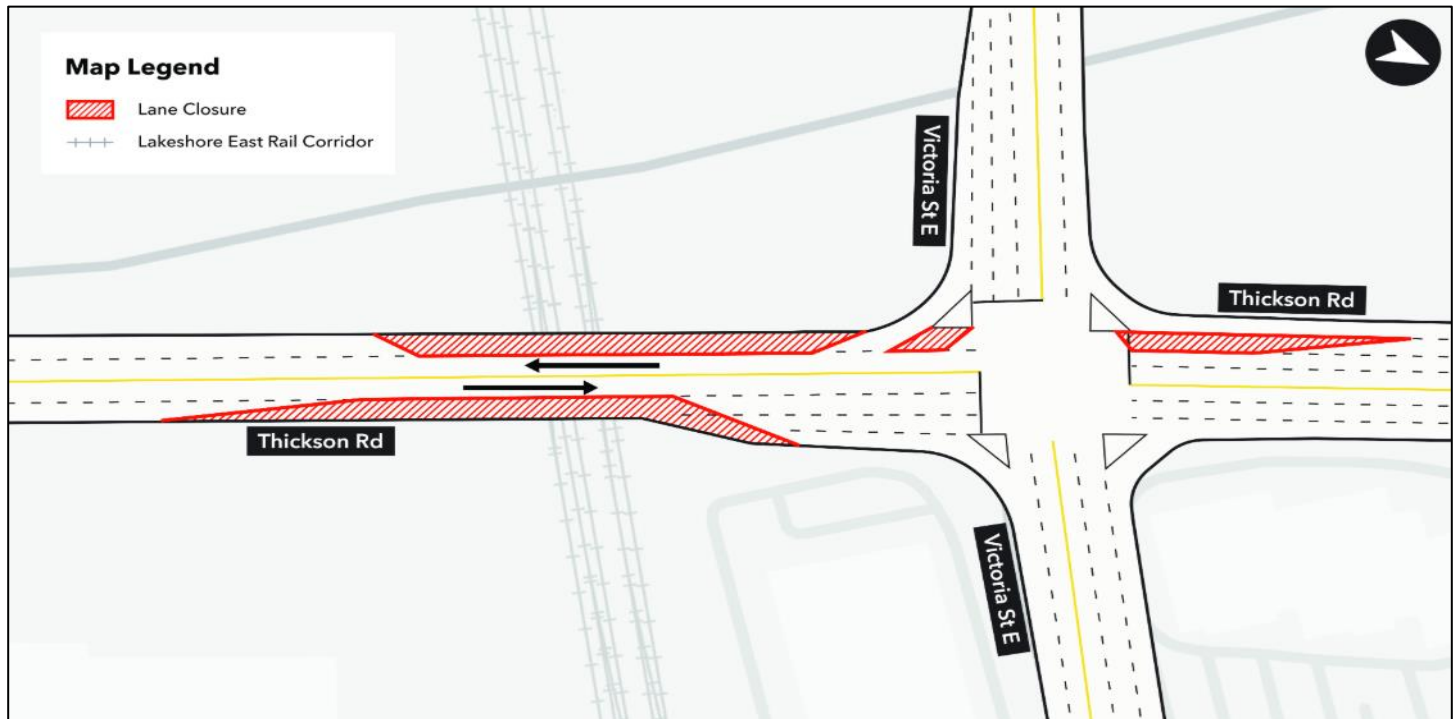 Map Legend
Lane Closure
Lakeshore East Rail Corridor
Victoria St E
Thickson Rd
Thickson Rd
Victoria St E